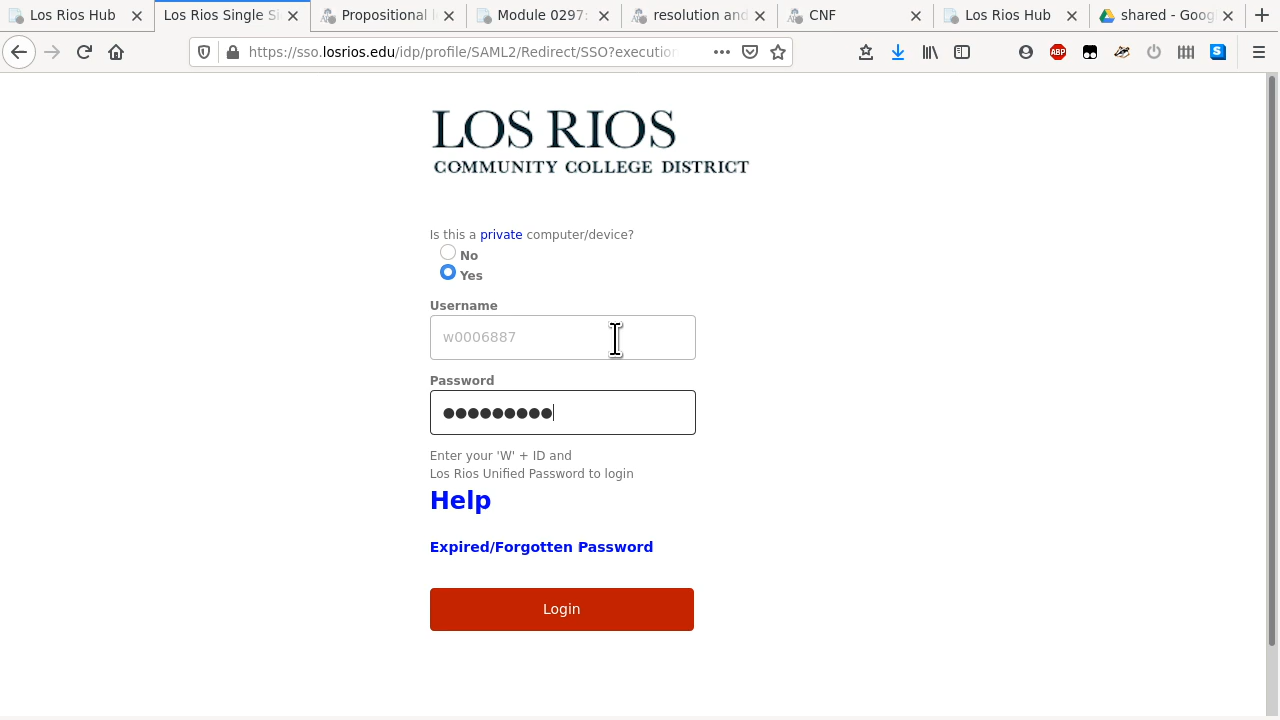 Los Rios Hub
Los Rios Single Si
Propositional l
Module 0297:
resolution and
CNF
Los Rios Hub
shared - Goog
https://sso.losrios.edu/idp/profile/SAML2/Redirect/SSO?execution
ABP
S
LOS RIOS
COMMUNITY COLLEGE DISTRICT
Is this a private computer/device?
No
Yes
Username
w0006887
Password
Enter your 'W' + ID and
Los Rios Unified Password to login
Help
Expired/Forgotten Password
Login